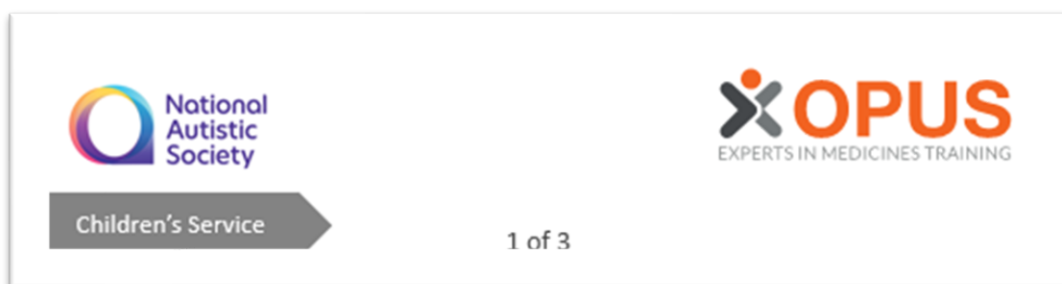 National
Autistic
Society
OPUS
EXPERTS IN MEDICINES TRAINING
Children's Service
1 of 3